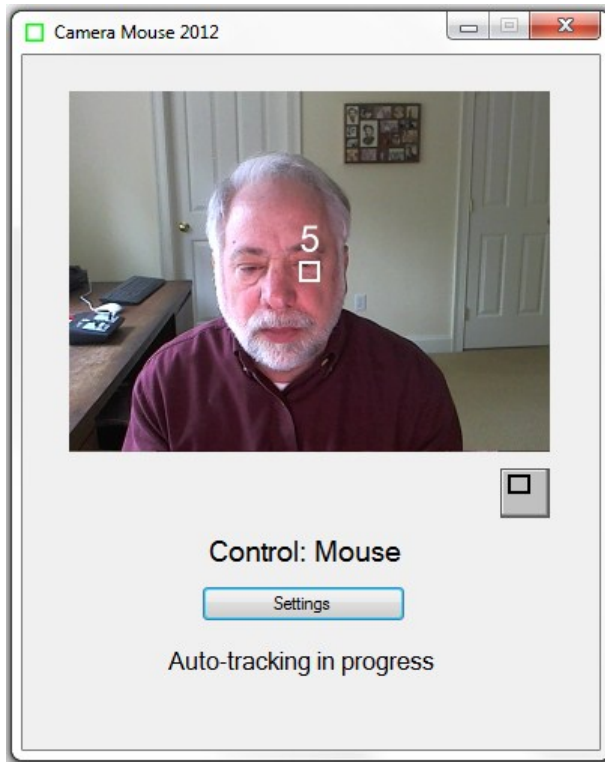 Camera Mouse 2012
5
Control: Mouse
Settings
Auto-tracking in progress